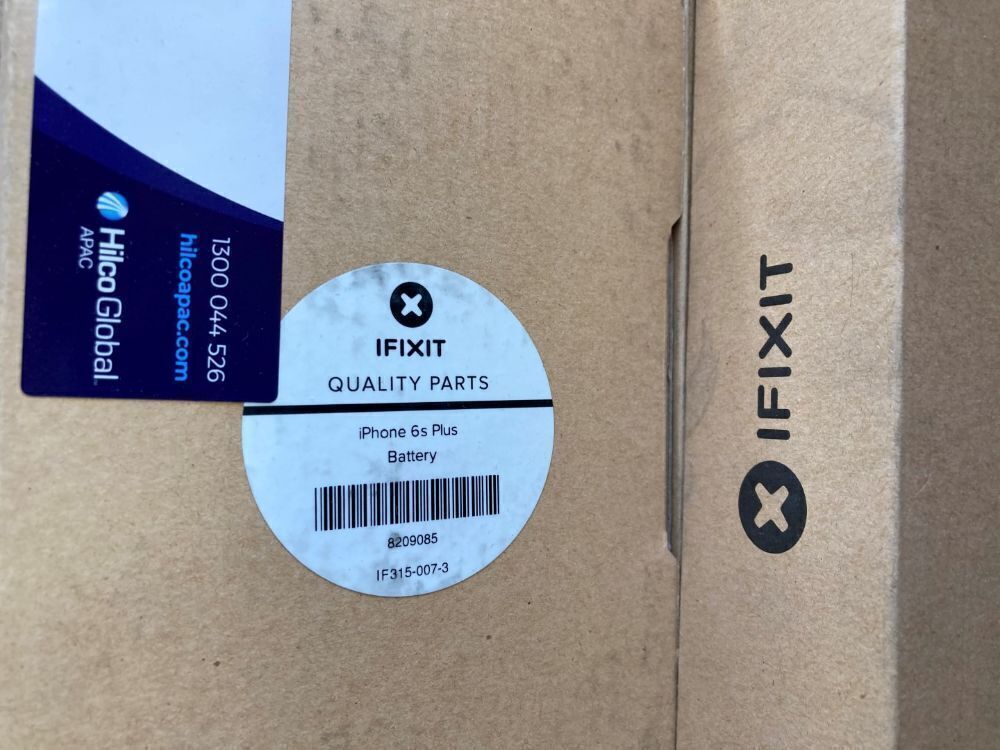 1300 044 526
hilcoapac.com
Hilco Global
APAC
IFIXIT
QUALITY PARTS
iPhone 6s Plus
Battery
8209085
IF315-007-3
IFIXIT